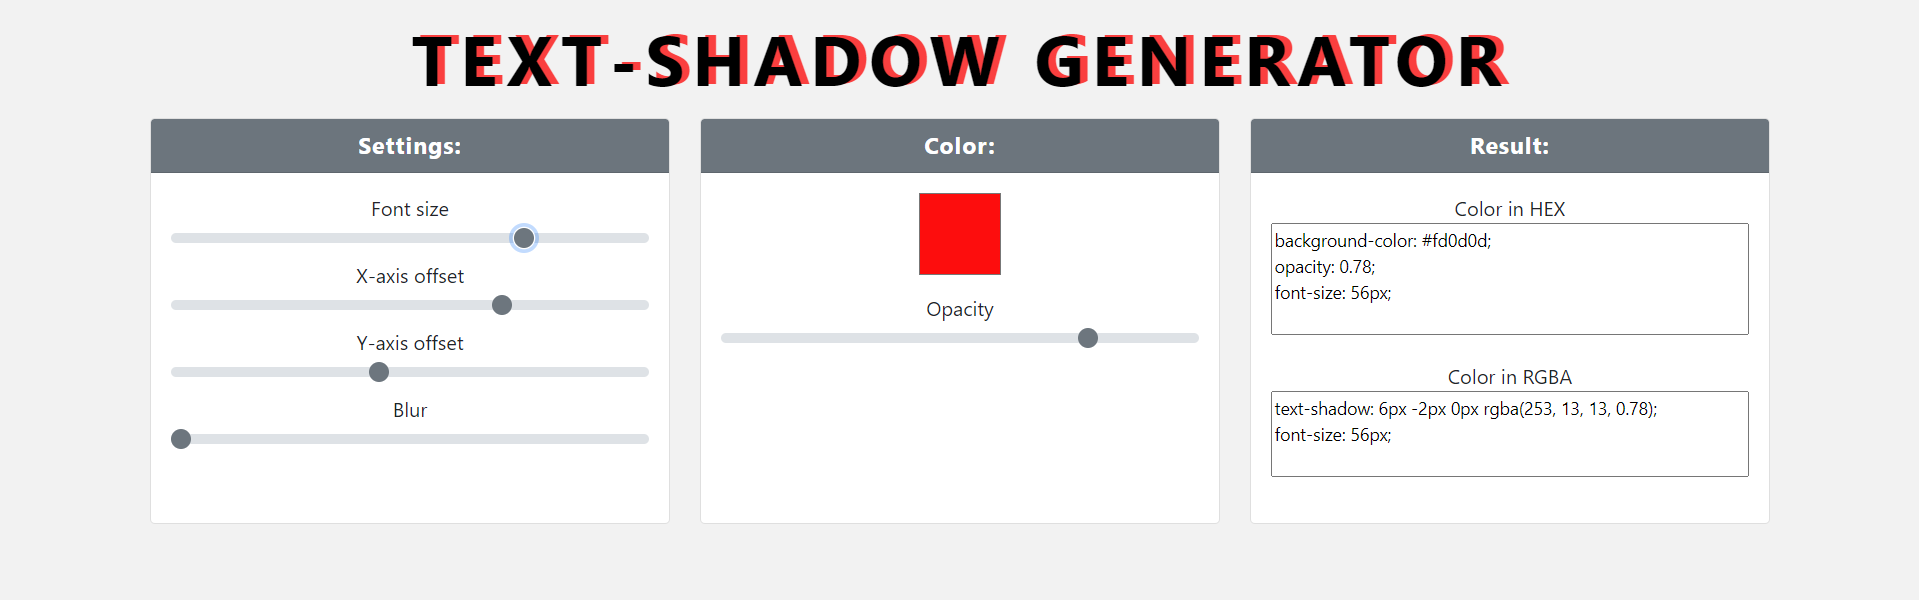 TEXT-SHADOW GENERATOR
Settings:
Font size
X-axis offset
Y-axis offset
Blur
Color:
Opacity
Result:
Color in HEX
background-color: #fd0d0d;
opacity: 0.78;
font-size: 56px;
Color in RGBA
text-shadow: 6px -2px 0px rgba(253, 13, 13, 0.78);
font-size: 56px;